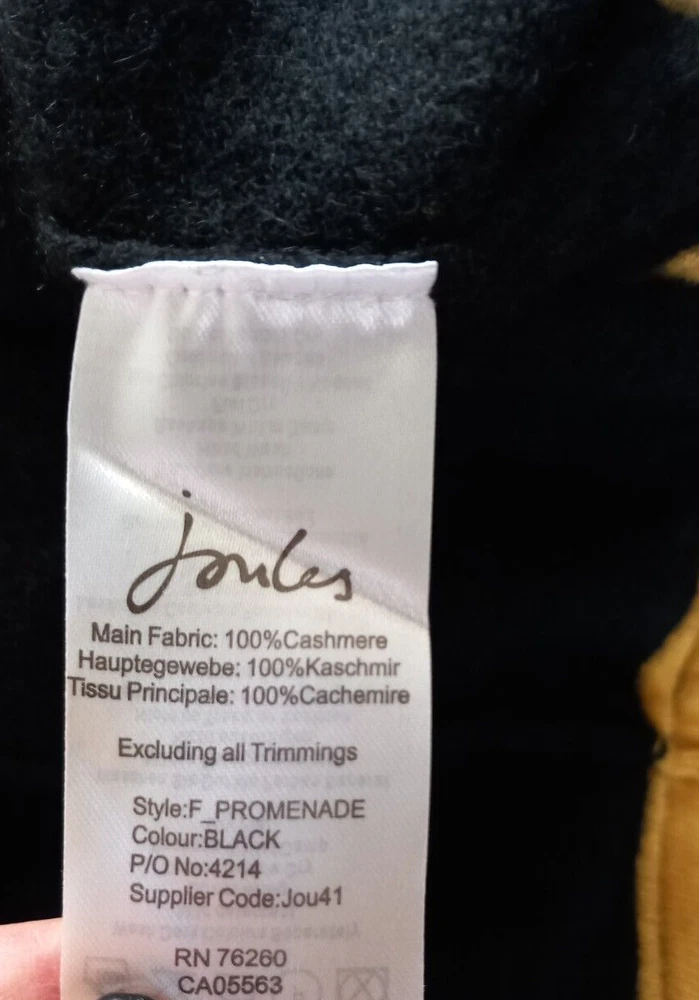 Joules
Main Fabric: 100%Cashmere
Hauptegewebe: 100%Kaschmir
Tissu Principale: 100%Cachemire
Excluding all Trimmings
Style:F_PROMENADE
Colour:BLACK
P/O No:4214
Supplier Code:Jou41
RN 76260
CA05563